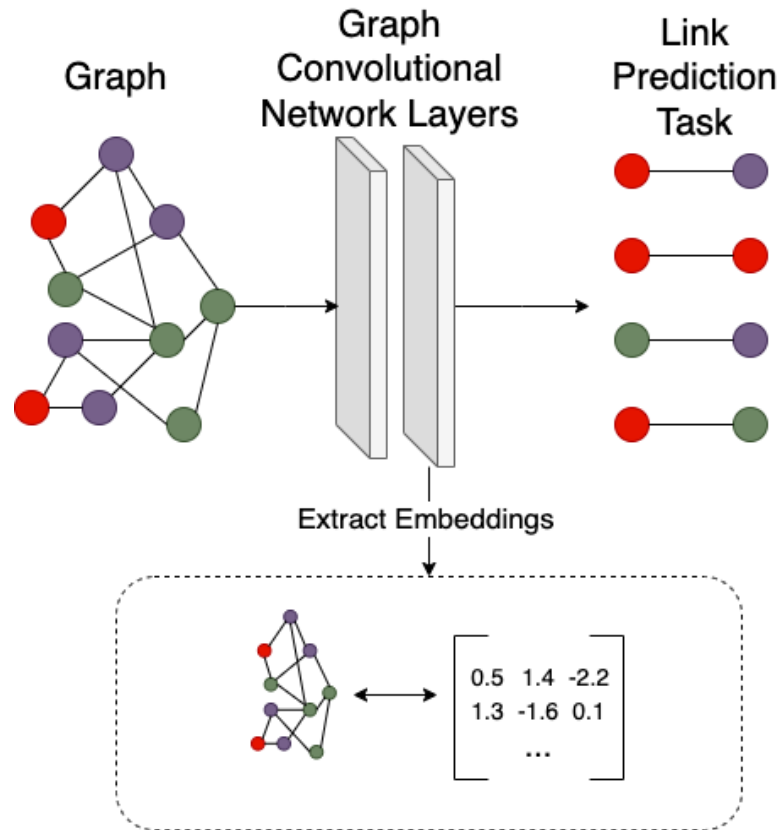 Graph
Graph
Convolutional
Network Layers
Link
Prediction
Task
Extract Embeddings
0.5 1.4 -2.2
1.3 -1.6 0.1
...